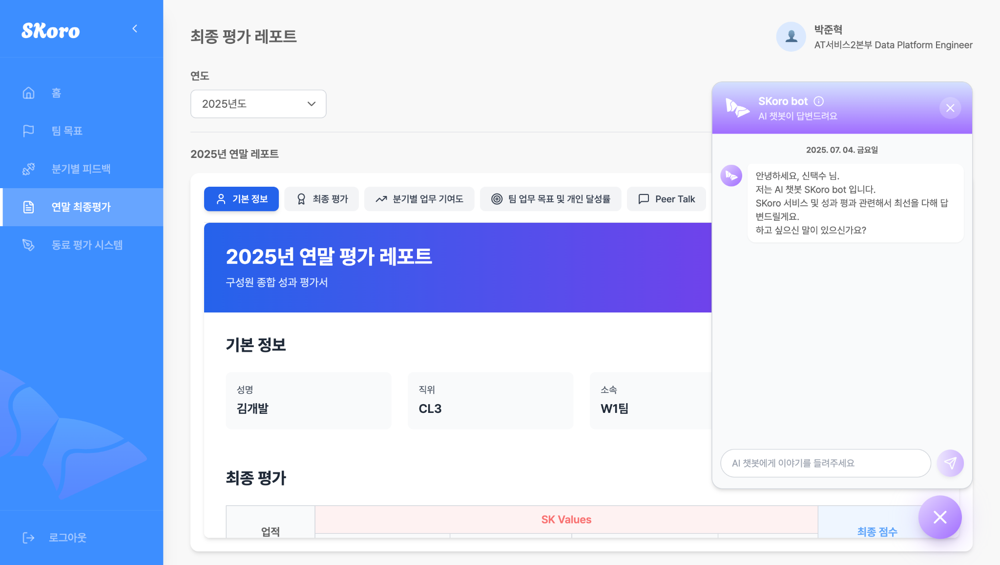 SKoro
홈
팀 목표
분기별 피드백
연말 최종평가
동료 평가 시스템
로그아웃
최종 평가 레포트
박준혁
AT서비스2본부 Data Platform Engineer
연도
2025년도
2025년 연말 레포트
기본 정보
최종 평가
분기별 업무 기여도
팀 업무 목표 및 개인 달성률
Peer Talk
2025년 연말 평가 레포트
구성원 종합 성과 평가서
기본 정보
성명
김개발
직위
CL3
소속
W1팀
최종 평가
업적
SK Values
최종 점수
SKoro bot
AI 챗봇이 답변드려요
2025. 07. 04. 금요일
안녕하세요, 신택수 님.
저는 AI 챗봇 SKoro bot 입니다.
SKoro 서비스 및 성과 평과 관련해서 최선을 다해 답
변드릴게요.
하고 싶으신 말이 있으신가요?
AI 챗봇에게 이야기를 들려주세요